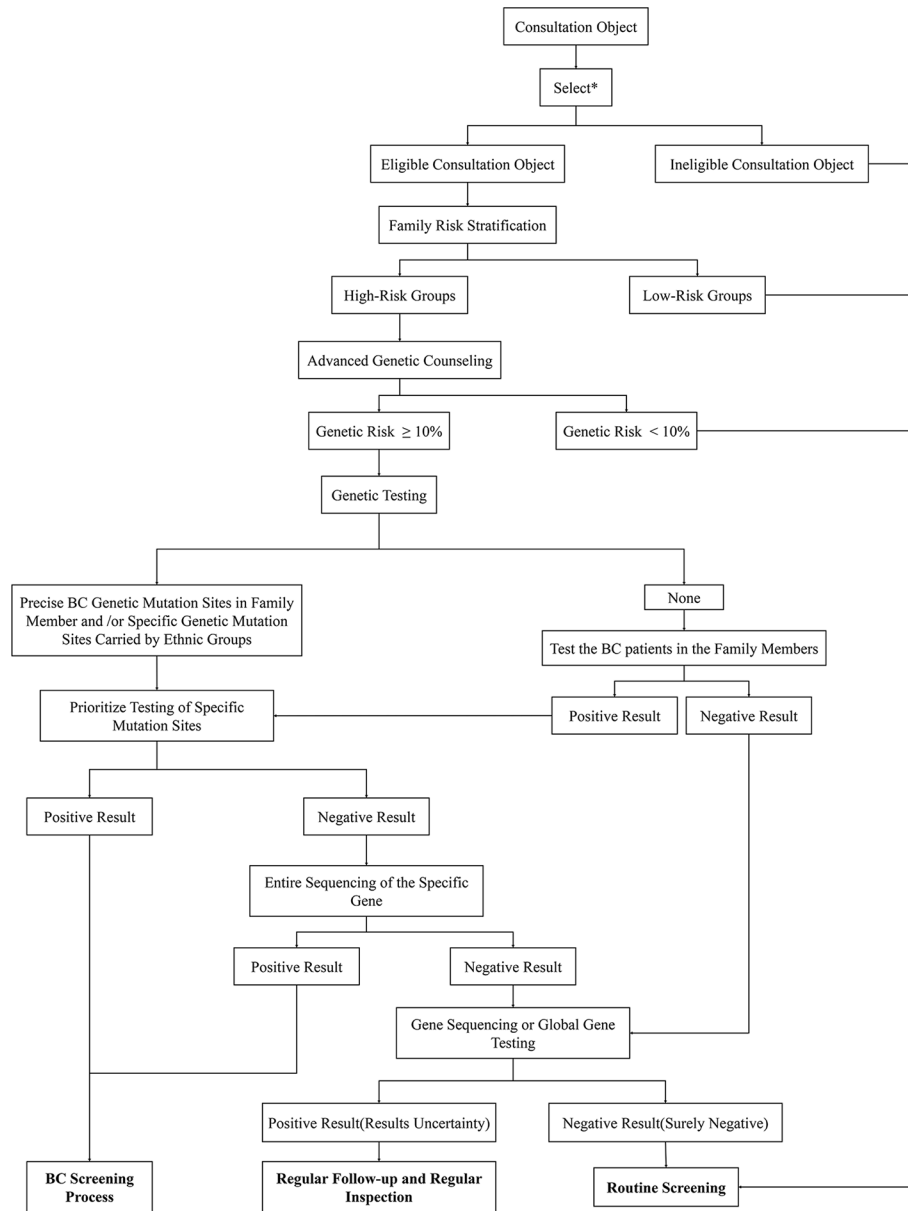 Consultation Object
Select*
Eligible Consultation Object
Ineligible Consultation Object
Family Risk Stratification
High-Risk Groups
Low-Risk Groups
Advanced Genetic Counseling
Genetic Risk ≥ 10%
Genetic Risk < 10%
Genetic Testing
Precise BC Genetic Mutation Sites in Family
Member and /or Specific Genetic Mutation
Sites Carried by Ethnic Groups
None
Test the BC patients in the Family Members
Prioritize Testing of Specific
Mutation Sites
Positive Result
Negative Result
Positive Result
Negative Result
Entire Sequencing of the Specific
Gene
Positive Result
Negative Result
Gene Sequencing or Global Gene
Testing
Positive Result(Results Uncertainty)
Negative Result(Surely Negative)
BC Screening
Process
Regular Follow-up and Regular
Inspection
Routine Screening